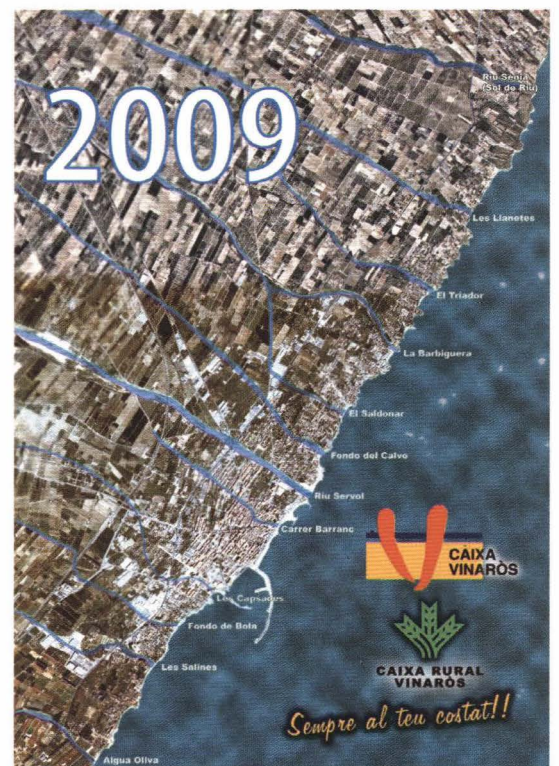 2009
Riu Senia
(Sol de Riu)
Les Llanetes
El Triador
La Barbiguera
El Saldonar
Fondo del Calvo
Riu Servol
Carrer Barranc
Les Capsades
Fondo de Bola
Les Salines
Aigua Oliva
CAIXA
VINARÒS
CAIXA RURAL
VINARÒS
Sempre al teu costat!!